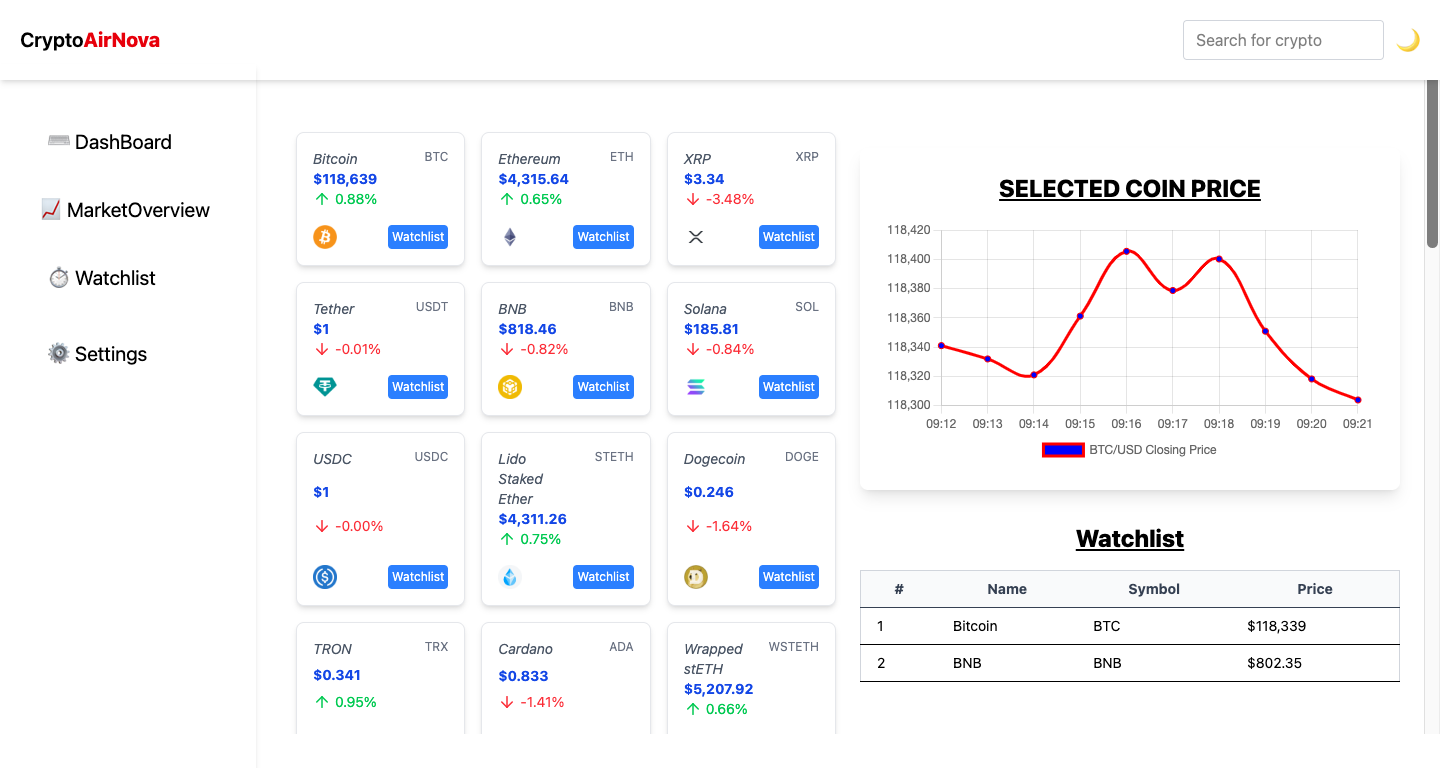 CryptoAirNova
Search for crypto
DashBoard
MarketOverview
Watchlist
Settings
Bitcoin BTC
$118,639
0.88%
Watchlist
Ethereum ETH
$4,315.64
0.65%
Watchlist
XRP XRP
$3.34
-3.48%
Watchlist
Tether USDT
$1
-0.01%
Watchlist
BNB BNB
$818.46
-0.82%
Watchlist
Solana SOL
$185.81
-0.84%
Watchlist
USDC USDC
$1
-0.00%
Watchlist
Lido STETH
Staked
Ether
$4,311.26
0.75%
Watchlist
Dogecoin DOGE
$0.246
-1.64%
Watchlist
TRON TRX
$0.341
0.95%
Cardano ADA
$0.833
-1.41%
Wrapped WSTETH
stETH
$5,207.92
0.66%
SELECTED COIN PRICE
118,420
118,400
118,380
118,360
118,340
118,320
118,300
09:12 09:13 09:14 09:15 09:16 09:17 09:18 09:19 09:20 09:21
BTC/USD Closing Price
Watchlist
# Name Symbol Price
1 Bitcoin BTC $118,339
2 BNB BNB $802.35